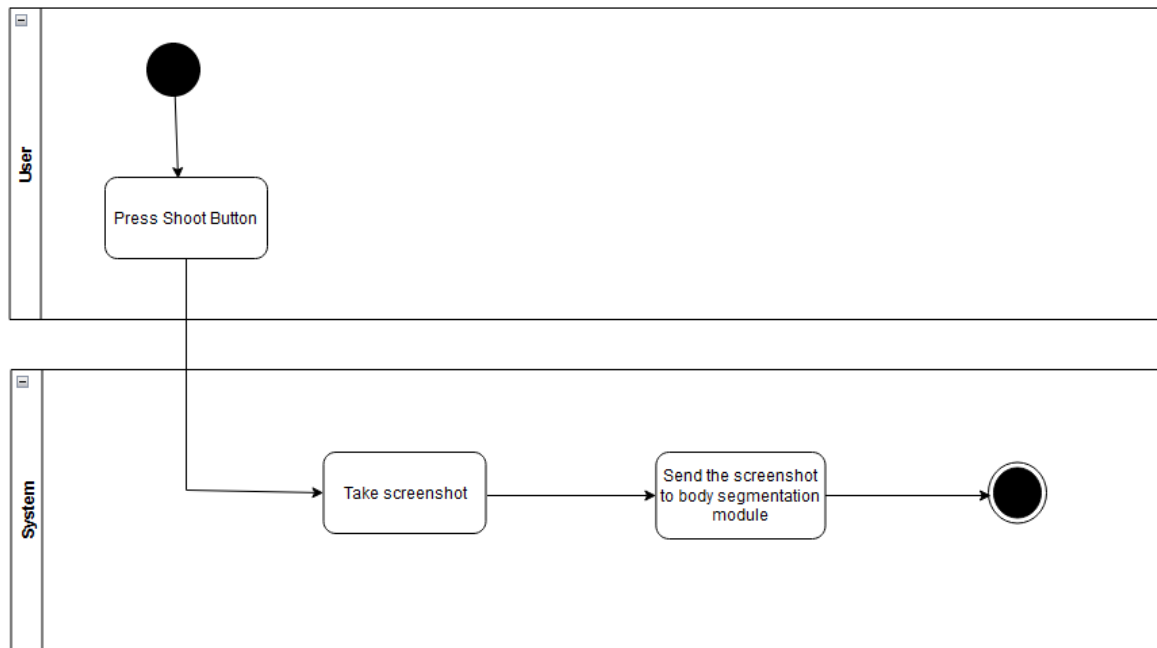 User
Press Shoot Button
System
Take screenshot
Send the screenshot
to body segmentation
module